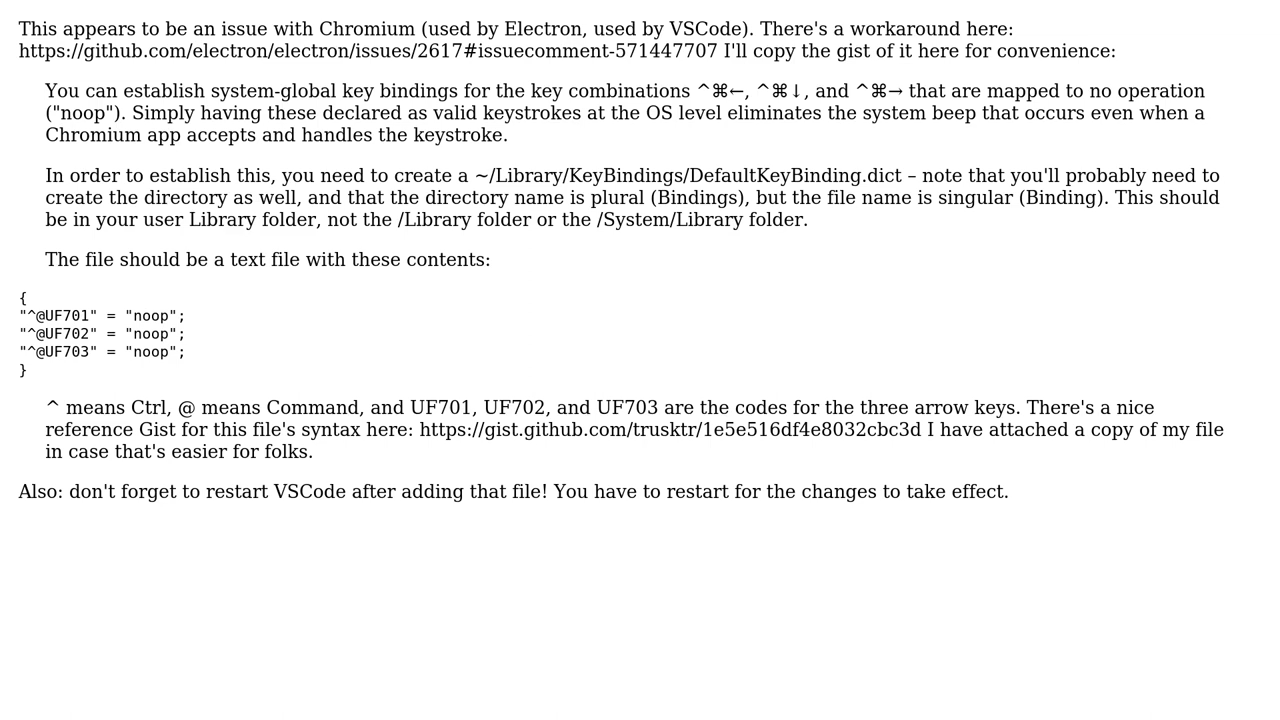 This appears to be an issue with Chromium (used by Electron, used by VSCode). There's a workaround here:
https://github.com/electron/electron/issues/2617#issuecomment-571447707 I'll copy the gist of it here for convenience:
You can establish system-global key bindings for the key combinations ^⌘←, ^⌘↓, and ^⌘→ that are mapped to no operation
("noop"). Simply having these declared as valid keystrokes at the OS level eliminates the system beep that occurs even when a
Chromium app accepts and handles the keystroke.
In order to establish this, you need to create a ~/Library/KeyBindings/DefaultKeyBinding.dict – note that you'll probably need to
create the directory as well, and that the directory name is plural (Bindings), but the file name is singular (Binding). This should
be in your user Library folder, not the /Library folder or the /System/Library folder.
The file should be a text file with these contents:
{
"^@UF701" = "noop";
"^@UF702" = "noop";
"^@UF703" = "noop";
}
^ means Ctrl, @ means Command, and UF701, UF702, and UF703 are the codes for the three arrow keys. There's a nice
reference Gist for this file's syntax here: https://gist.github.com/trusktr/1e5e516df4e8032cbc3d I have attached a copy of my file
in case that's easier for folks.
Also: don't forget to restart VSCode after adding that file! You have to restart for the changes to take effect.